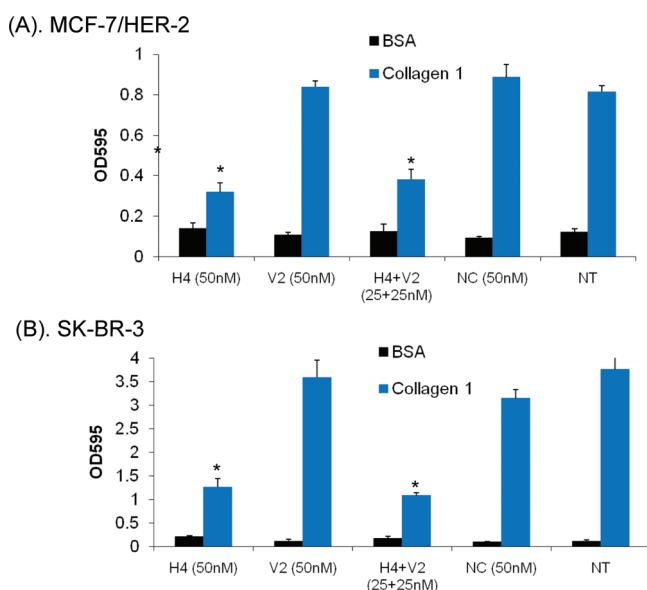 (A). MCF-7/HER-2
BSA
Collagen 1
1
0.8
0.6
0.4
0.2
0
OD595
*
*
*
H4 (50nM) V2 (50nM) H4+V2 (25+25nM) NC (50nM) NT
(B). SK-BR-3
BSA
Collagen 1
4
3.5
3
2.5
2
1.5
1
0.5
0
OD595
*
*
H4 (50nM) V2 (50nM) H4+V2 (25+25nM) NC (50nM) NT